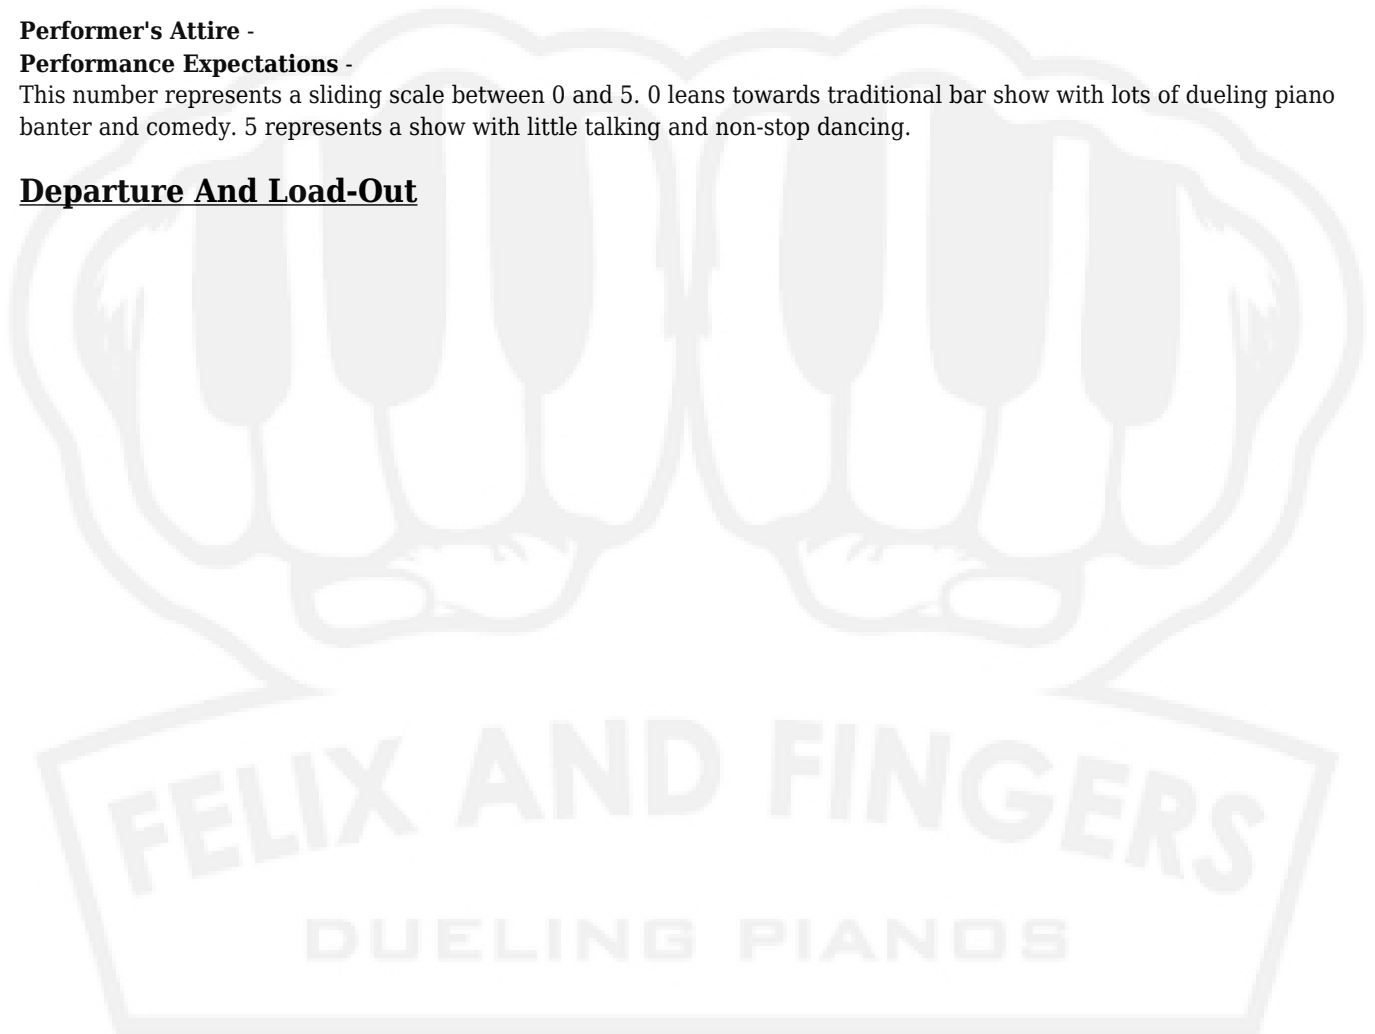 Performer's Attire -
Performance Expectations -
This number represents a sliding scale between 0 and 5. 0 leans towards traditional bar show with lots of dueling piano
banter and comedy. 5 represents a show with little talking and non-stop dancing.
Departure And Load-Out
FELIX AND FINGERS
DUELING PIANOS